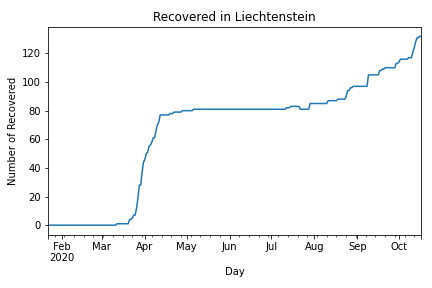 Recovered in Liechtenstein
Number of Recovered
120
100
80
60
40
20
0
Feb Mar Apr May Jun Jul Aug Sep Oct
2020
Day